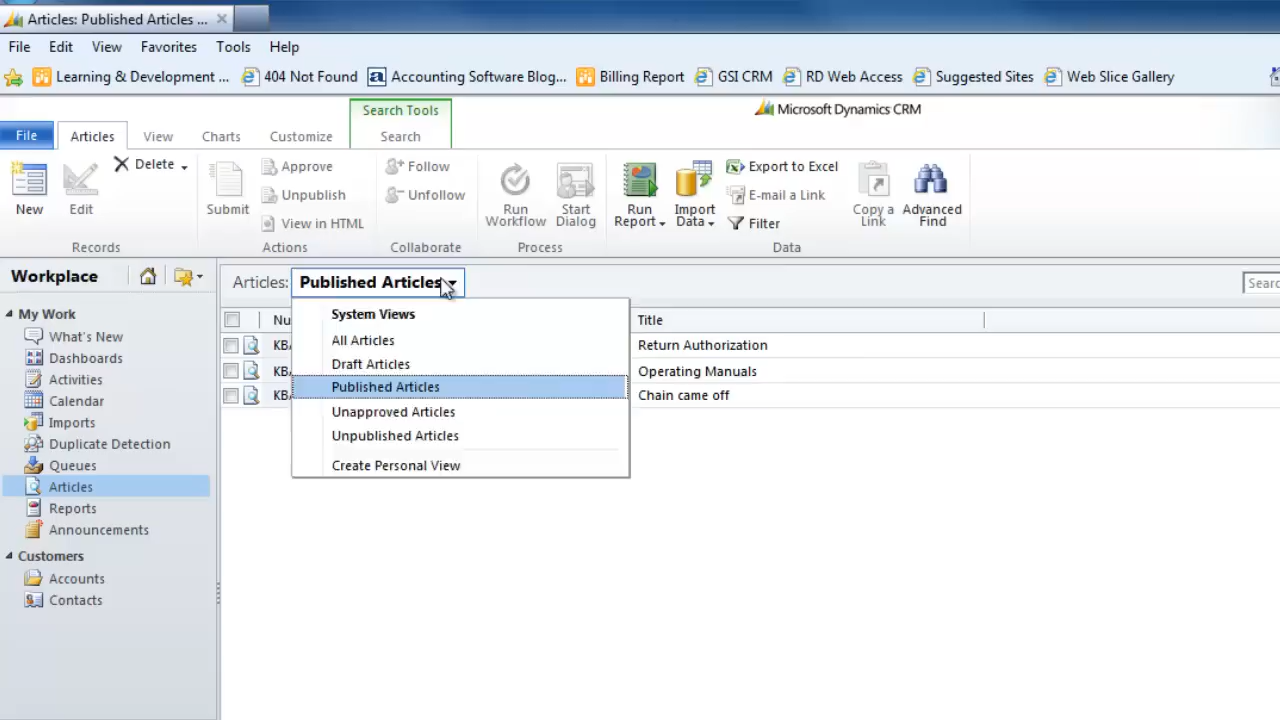 Articles: Published Articles ...
File Edit View Favorites Tools Help
Learning & Development ... 404 Not Found Accounting Software Blog... Billing Report GSI CRM RD Web Access Suggested Sites Web Slice Gallery
Search Tools
Microsoft Dynamics CRM
File Articles View Charts Customize Search
New
Edit
Delete
Records
Submit
Approve
Unpublish
View in HTML
Actions
Follow
Unfollow
Collaborate
Run Workflow
Start Dialog
Process
Run Report
Import Data
Export to Excel
E-mail a Link
Filter
Copy a Link
Advanced Find
Data
Workplace
My Work
What's New
Dashboards
Activities
Calendar
Imports
Duplicate Detection
Queues
Articles
Reports
Announcements
Customers
Accounts
Contacts
Articles: Published Articles
Searc
Nu Title
KBA Return Authorization
KBA Operating Manuals
KBA Chain came off
System Views
All Articles
Draft Articles
Published Articles
Unapproved Articles
Unpublished Articles
Create Personal View